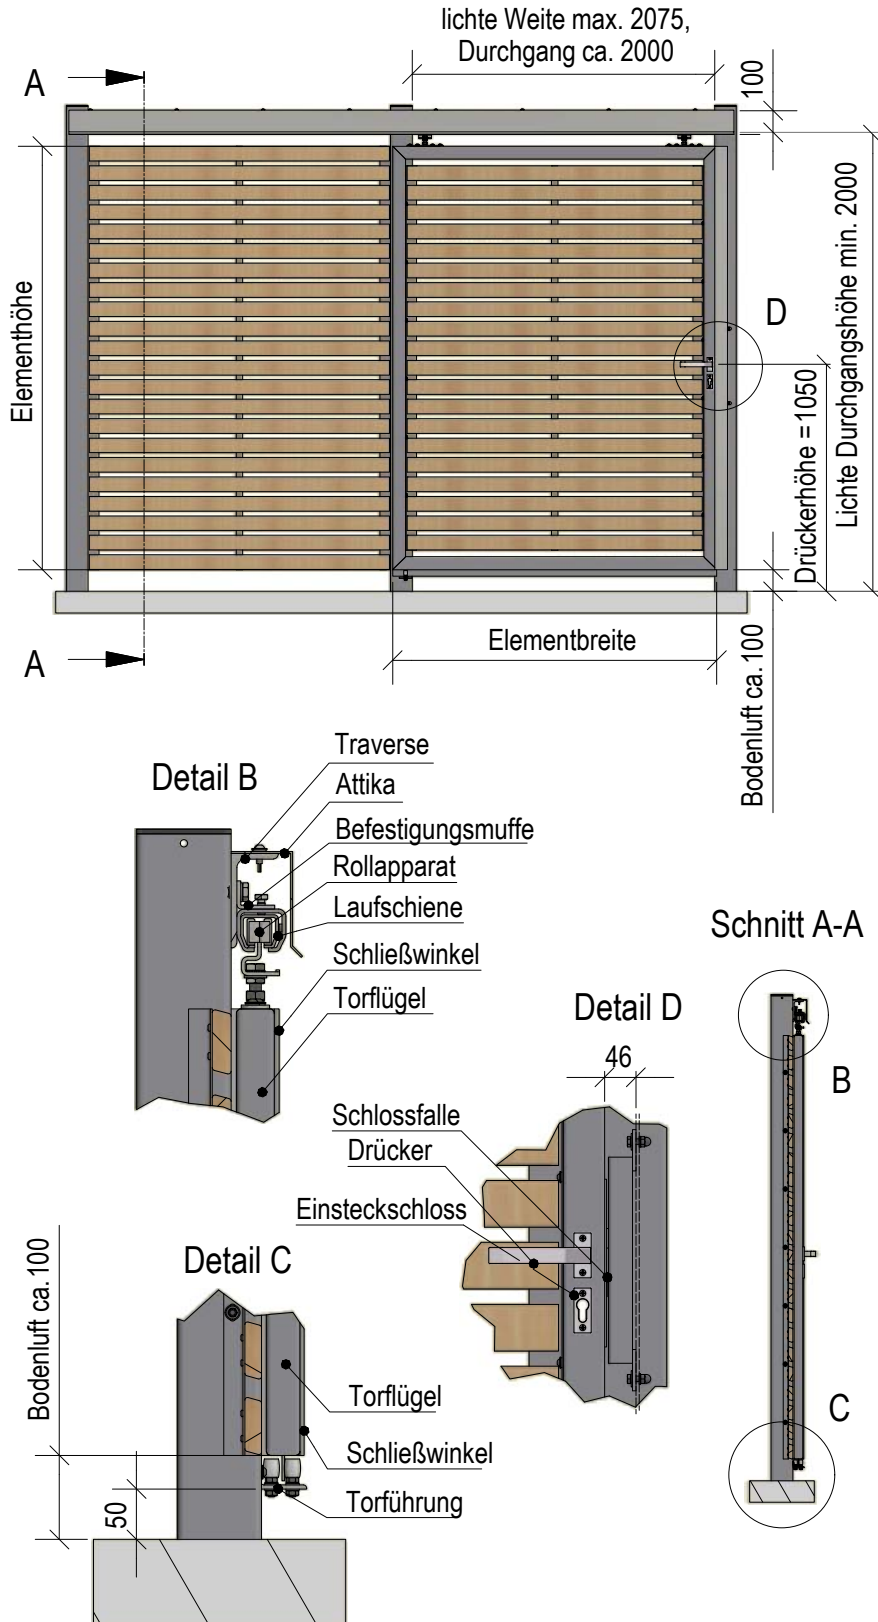 lichte Weite max. 2075,
Durchgang ca. 2000
A
100
Elementhöhe
D
Drückerhöhe =1050
Lichte Durchgangshöhe min. 2000
A
Elementbreite
Bodenluft ca. 100
Detail B
Traverse
Attika
Befestigungsmuffe
Rollapparat
Laufschiene
Schließwinkel
Torflügel
Schnitt A-A
Detail D
46
B
Schlossfalle
Drücker
Einsteckschloss
Detail C
Bodenluft ca. 100
Torflügel
Schließwinkel
Torführung
50
C